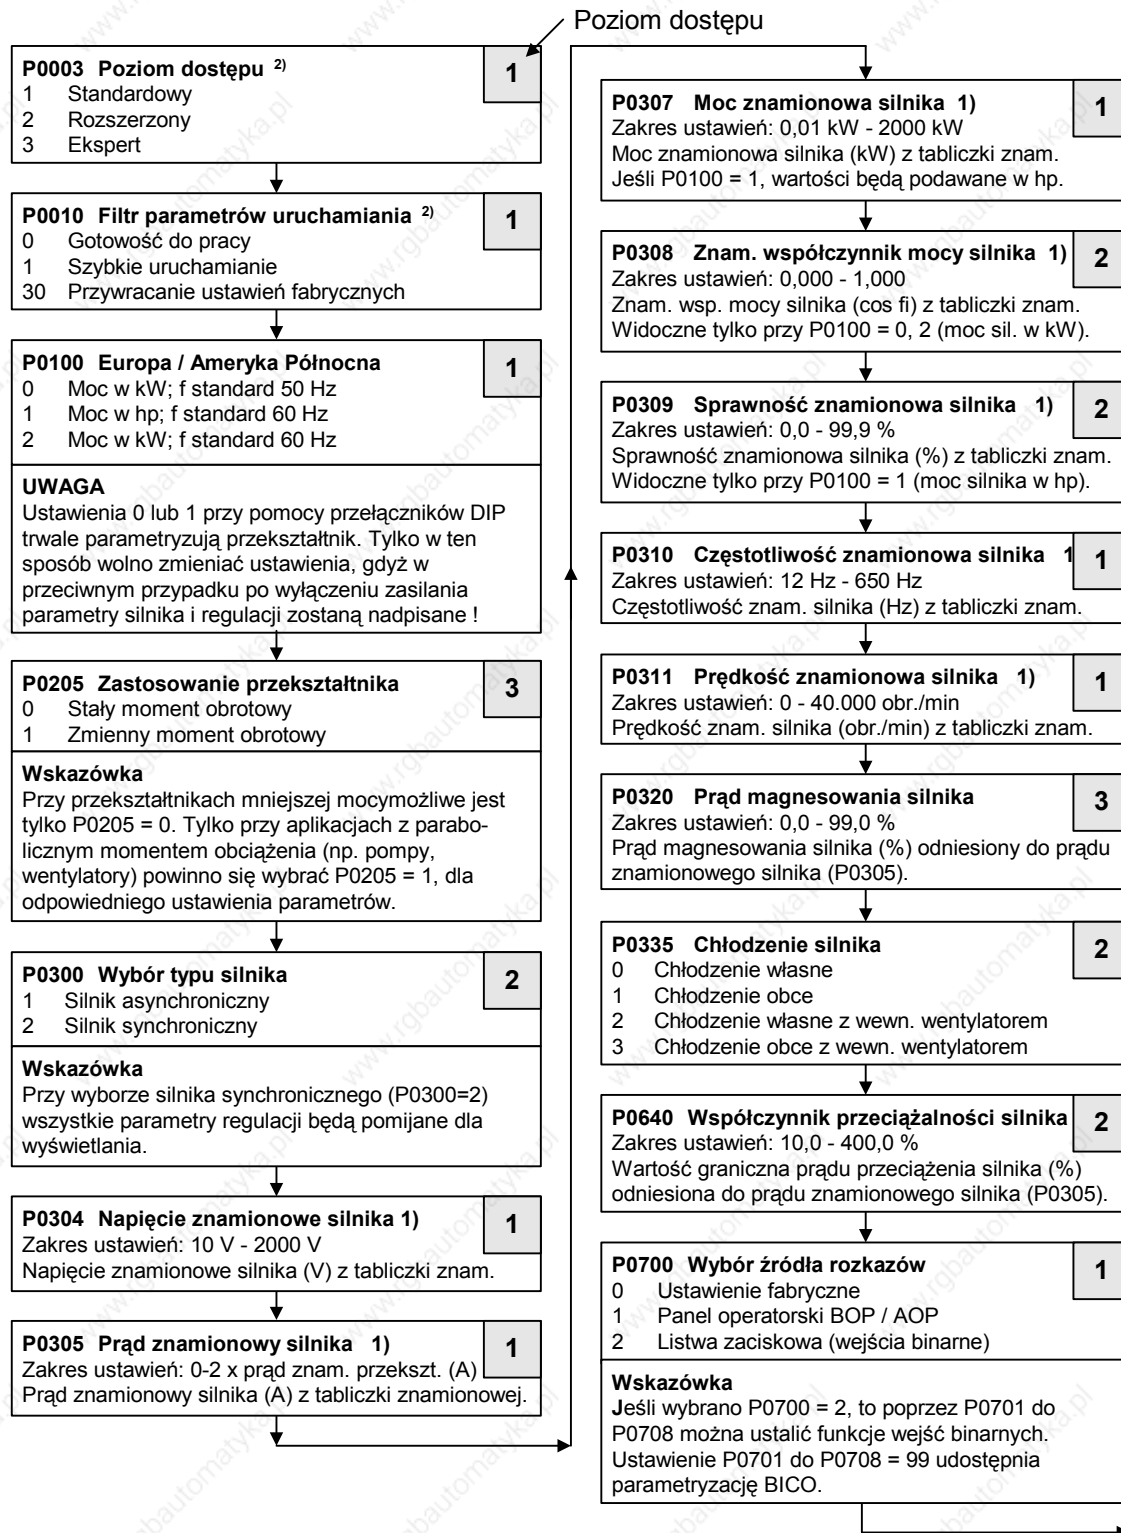 Poziom dostępu
P0003 Poziom dostępu 2)
1
1 Standardowy
2 Rozszerzony
3 Ekspert
P0010 Filtr parametrów uruchamiania 2)
1
0 Gotowość do pracy
1 Szybkie uruchamianie
30 Przywracanie ustawień fabrycznych
P0100 Europa / Ameryka Północna
1
0 Moc w kW; f standard 50 Hz
1 Moc w hp; f standard 60 Hz
2 Moc w kW; f standard 60 Hz
UWAGA
Ustawienia 0 lub 1 przy pomocy przełączników DIP
trwale parametryzują przekształtnik. Tylko w ten
sposób wolno zmieniać ustawienia, gdyż w
przeciwnym przypadku po wyłączeniu zasilania
parametry silnika i regulacji zostaną nadpisane !
P0205 Zastosowanie przekształtnika
3
0 Stały moment obrotowy
1 Zmienny moment obrotowy
Wskazówka
Przy przekształtnikach mniejszej mocymożliwe jest
tylko P0205 = 0. Tylko przy aplikacjach z parabo-
licznym momentem obciążenia (np. pompy,
wentylatory) powinno się wybrać P0205 = 1, dla
odpowiedniego ustawienia parametrów.
P0300 Wybór typu silnika
2
1 Silnik asynchroniczny
2 Silnik synchroniczny
Wskazówka
Przy wyborze silnika synchronicznego (P0300=2)
wszystkie parametry regulacji będą pomijane dla
wyświetlania.
P0304 Napięcie znamionowe silnika 1)
1
Zakres ustawień: 10 V - 2000 V
Napięcie znamionowe silnika (V) z tabliczki znam.
P0305 Prąd znamionowy silnika 1)
1
Zakres ustawień: 0-2 x prąd znam. przekszt. (A)
Prąd znamionowy silnika (A) z tabliczki znamionowej.
P0307 Moc znamionowa silnika 1)
1
Zakres ustawień: 0,01 kW - 2000 kW
Moc znamionowa silnika (kW) z tabliczki znam.
Jeśli P0100 = 1, wartości będą podawane w hp.
P0308 Znam. współczynnik mocy silnika 1)
2
Zakres ustawień: 0,000 - 1,000
Znam. wsp. mocy silnika (cos fi) z tabliczki znam.
Widoczne tylko przy P0100 = 0, 2 (moc sil. w kW).
P0309 Sprawność znamionowa silnika 1)
2
Zakres ustawień: 0,0 - 99,9 %
Sprawność znamionowa silnika (%) z tabliczki znam.
Widoczne tylko przy P0100 = 1 (moc silnika w hp).
P0310 Częstotliwość znamionowa silnika 1
1
Zakres ustawień: 12 Hz - 650 Hz
Częstotliwość znam. silnika (Hz) z tabliczki znam.
P0311 Prędkość znamionowa silnika 1)
1
Zakres ustawień: 0 - 40.000 obr./min
Prędkość znam. silnika (obr./min) z tabliczki znam.
P0320 Prąd magnesowania silnika
3
Zakres ustawień: 0,0 - 99,0 %
Prąd magnesowania silnika (%) odniesiony do prądu
znamionowego silnika (P0305).
P0335 Chłodzenie silnika
2
0 Chłodzenie własne
1 Chłodzenie obce
2 Chłodzenie własne z wewn. wentylatorem
3 Chłodzenie obce z wewn. wentylatorem
P0640 Współczynnik przeciążalności silnika
2
Zakres ustawień: 10,0 - 400,0 %
Wartość graniczna prądu przeciążenia silnika (%)
odniesiona do prądu znamionowego silnika (P0305).
P0700 Wybór źródła rozkazów
1
0 Ustawienie fabryczne
1 Panel operatorski BOP / AOP
2 Listwa zaciskowa (wejścia binarne)
Wskazówka
Jeśli wybrano P0700 = 2, to poprzez P0701 do
P0708 można ustalić funkcje wejść binarnych.
Ustawienie P0701 do P0708 = 99 udostępnia
parametryzację BICO.
www.rgbautomatyka.pl